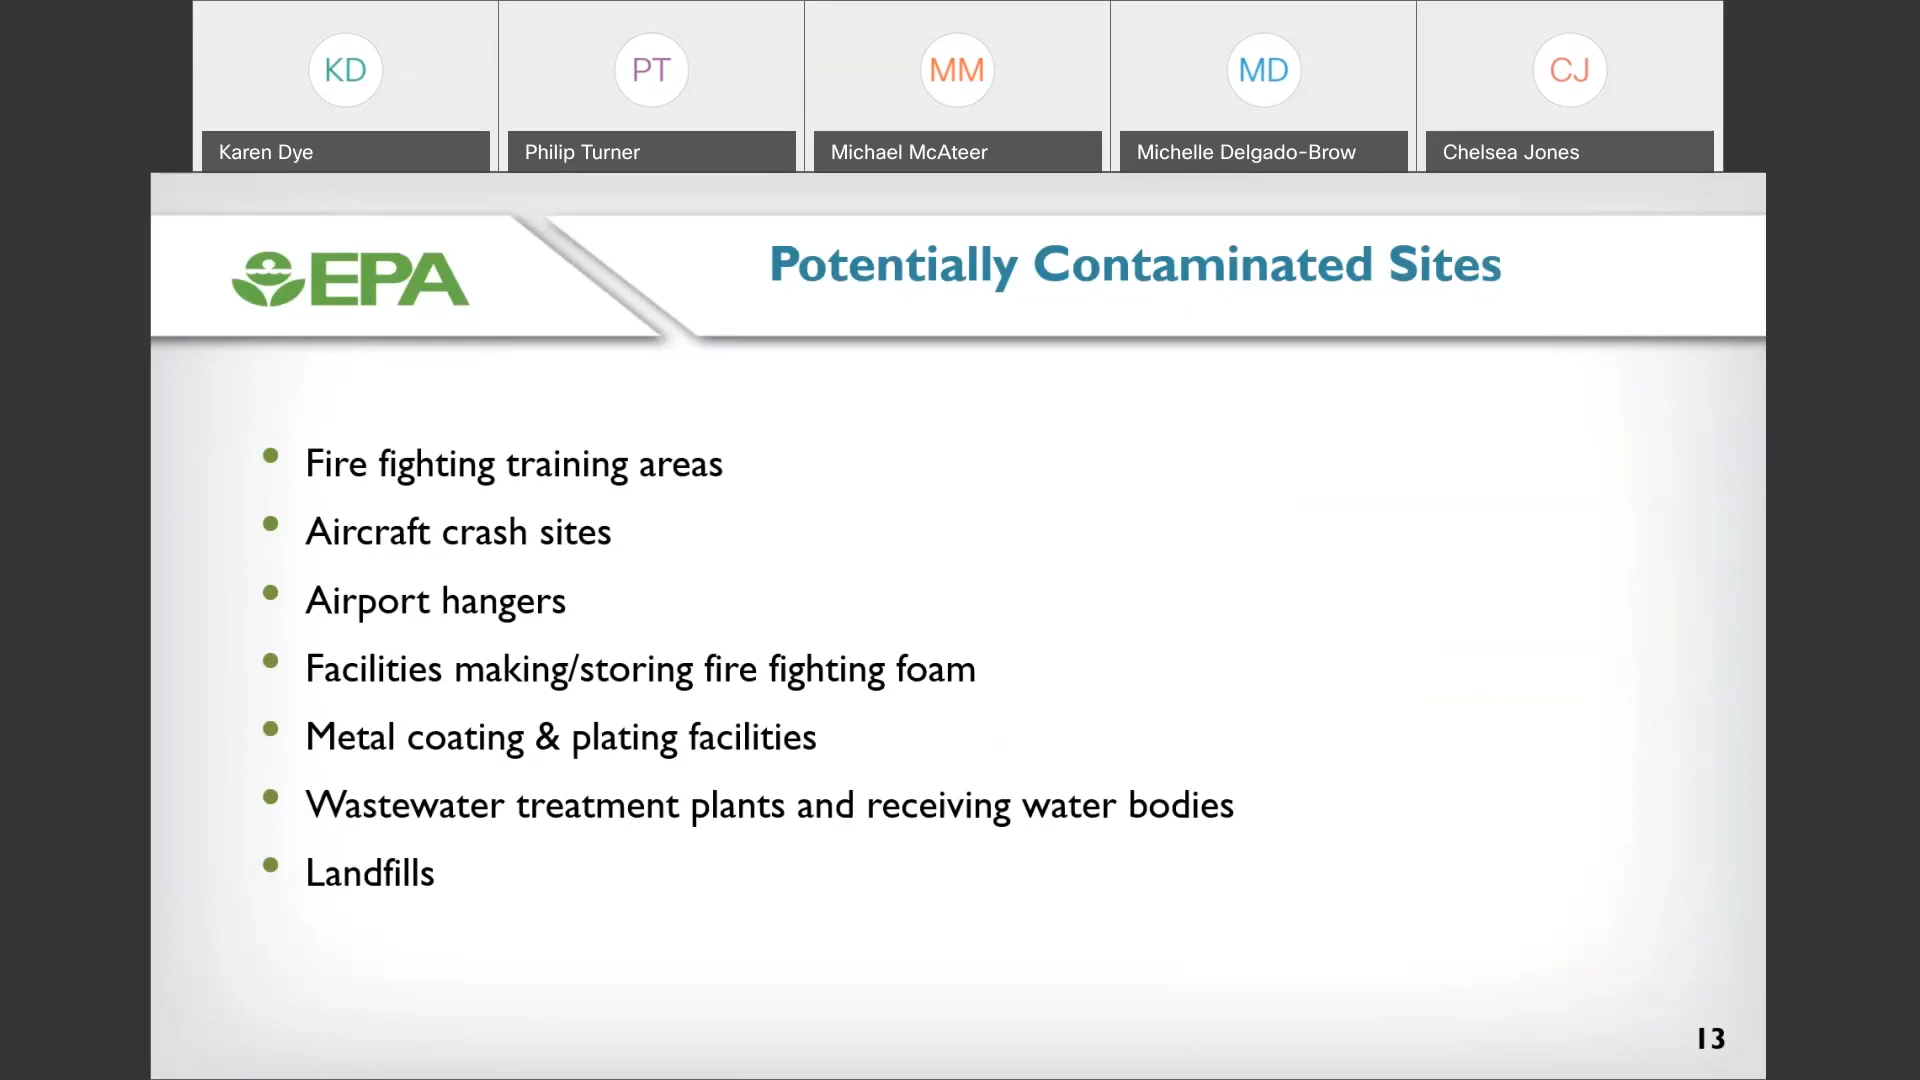 KD
PT
MM
MD
CJ
Karen Dye
Philip Turner
Michael McAteer
Michelle Delgado-Brow
Chelsea Jones
EPA
Potentially Contaminated Sites
• Fire fighting training areas
• Aircraft crash sites
• Airport hangers
• Facilities making/storing fire fighting foam
• Metal coating & plating facilities
• Wastewater treatment plants and receiving water bodies
• Landfills
13